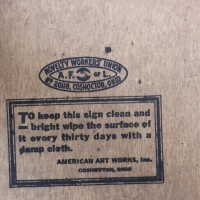 NOVELTY WORKERS' UNION
A.F. OF L.
COSHOCTON, OHIO
TO keep this sign clean and
bright wipe the surface of
it every thirty days with a
damp cloth.
AMERICAN ART WORKS, Inc.
COSHOCTON, OHIO